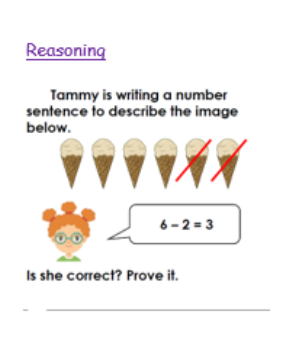 Reasoning
Tammy is writing a number
sentence to describe the image
below.
6 – 2 = 3
Is she correct? Prove it.